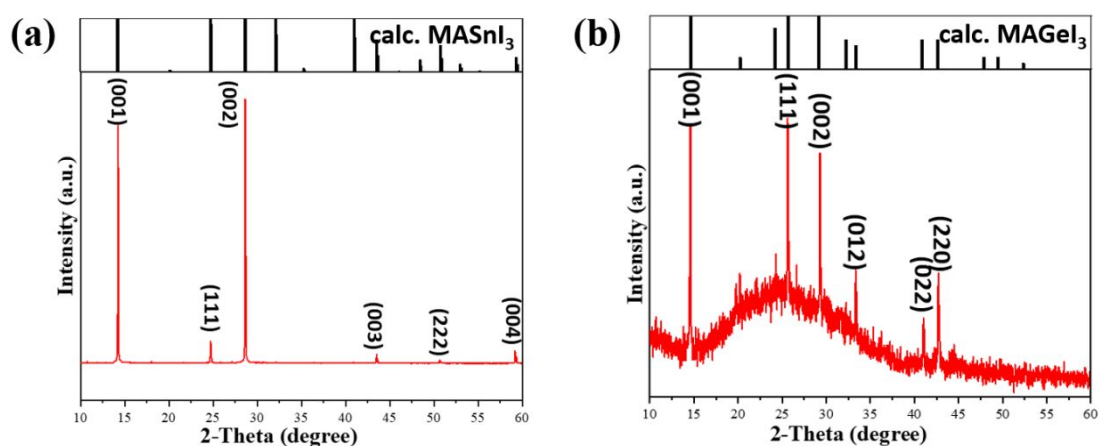 (a)
calc. MASnI3
(001)
(111)
(002)
(003)
(222)
(004)
Intensity (a.u.)
10 15 20 25 30 35 40 45 50 55 60
2-Theta (degree)
(b)
calc. MAGeI3
(001)
(111)
(002)
(012)
(022)
(220)
Intensity (a.u.)
10 15 20 25 30 35 40 45 50 55 60
2-Theta (degree)